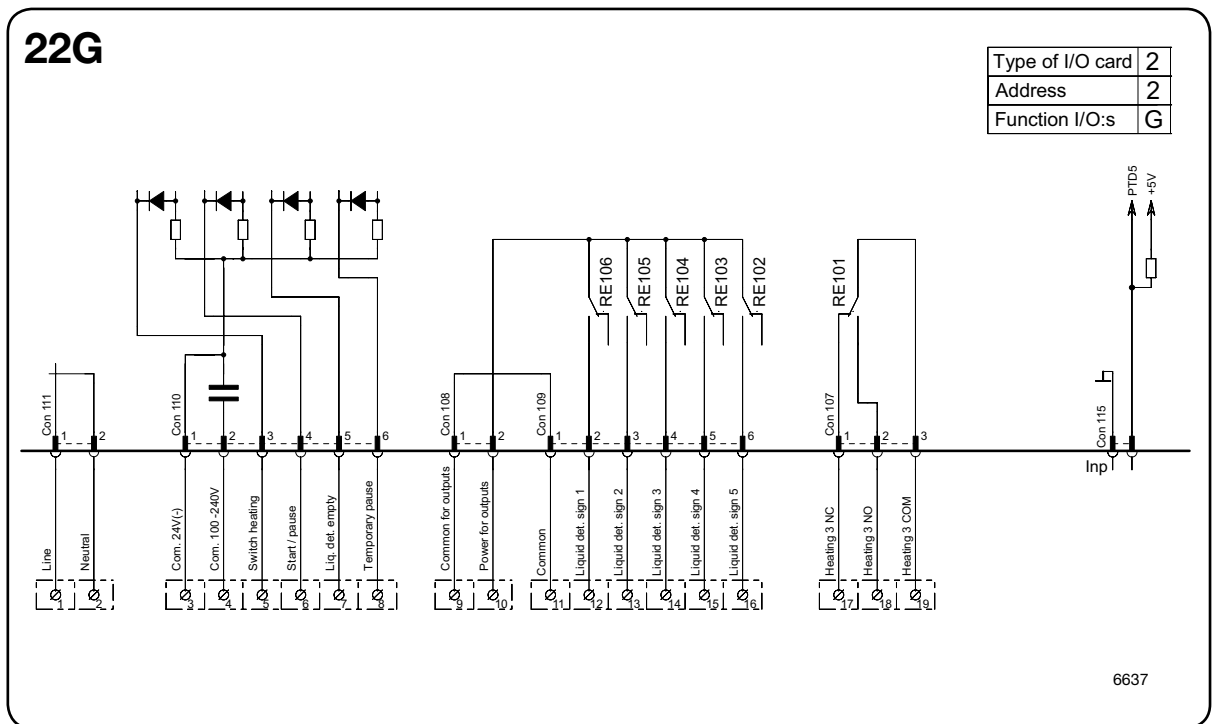 22G
Type of I/O card 2
Address 2
Function I/O:s G
PTD5
+5V
RE106
RE105
RE104
RE103
RE102
RE101
Con 111
1 2
Con 110
1 2 3 4 5 6
Con 108
1 2
Con 109
1 2 3 4 5 6
Con 107
1 2 3
Con 115
Inp
Line
Neutral
Com. 24V(-)
Com. 100-240V
Switch heating
Start / pause
Liq. det. empty
Temporary pause
Common for outputs
Power for outputs
Common
Liquid det. sign 1
Liquid det. sign 2
Liquid det. sign 3
Liquid det. sign 4
Liquid det. sign 5
Heating 3 NC
Heating 3 NO
Heating 3 COM
1 2 3 4 5 6 7 8 9 10 11 12 13 14 15 16 17 18 19
6637